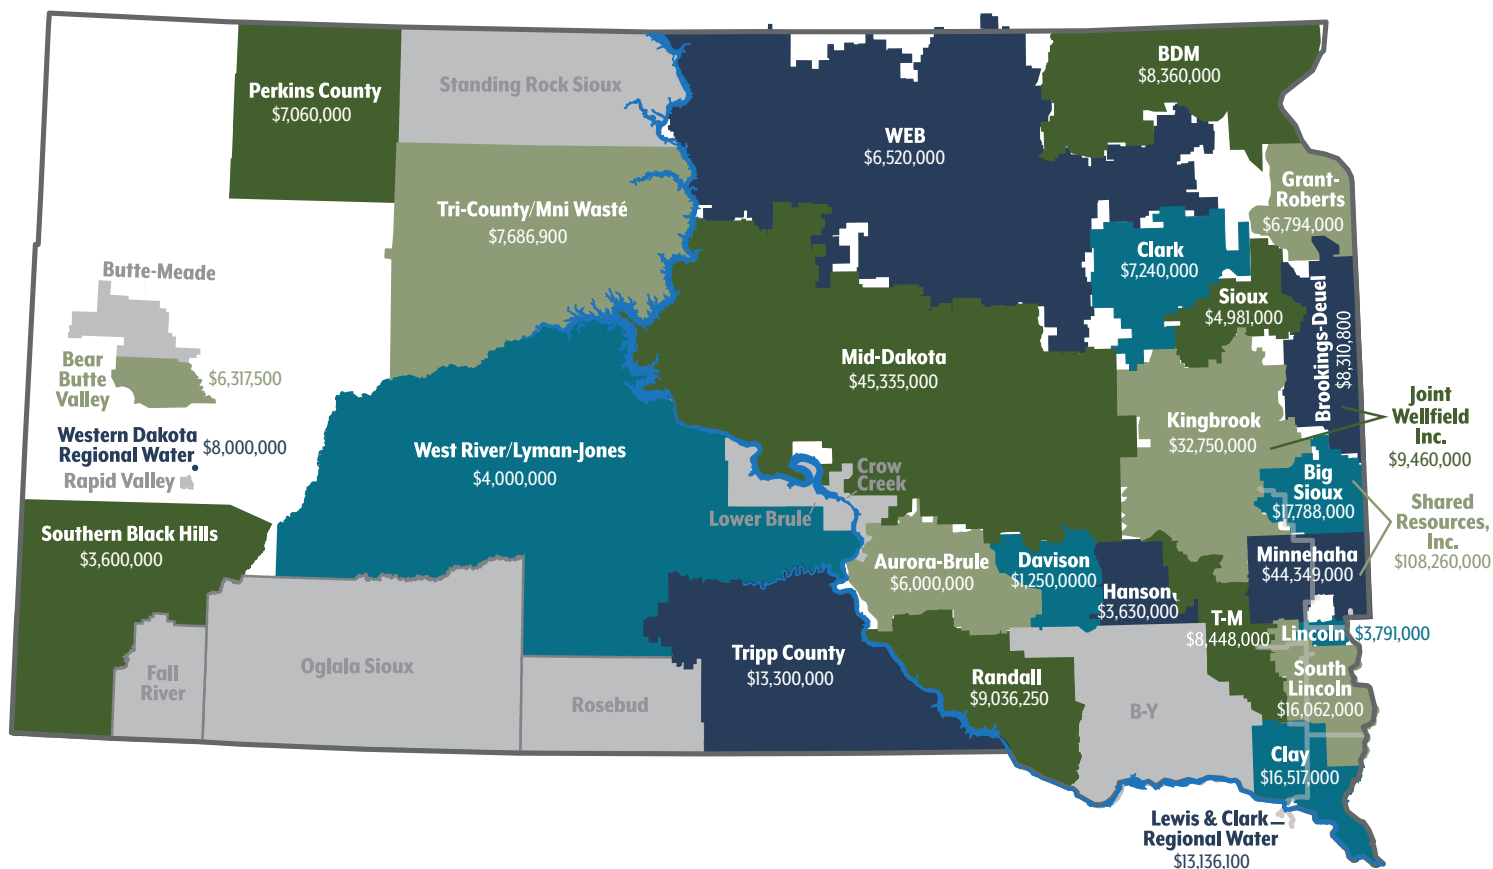 Perkins County
$7,060,000
Standing Rock Sioux
WEB
$6,520,000
BDM
$8,360,000
Grant-
Roberts
$6,794,000
Tri-County/Mni Wasté
$7,686,900
Clark
$7,240,000
Sioux
$4,981,000
Brookings-Deuel
$8,310,800
Butte-Meade
Bear
Butte
Valley
$6,317,500
Mid-Dakota
$45,335,000
Kingbrook
$32,750,000
Joint
Wellfield
Inc.
$9,460,000
Western Dakota
Regional Water
$8,000,000
Rapid Valley
West River/Lyman-Jones
$4,000,000
Crow
Creek
Lower Brule
Big
Sioux
$17,788,000
Shared
Resources,
Inc.
$108,260,000
Southern Black Hills
$3,600,000
Aurora-Brule
$6,000,000
Davison
$1,250,0000
Hanson
$3,630,000
Minnehaha
$44,349,000
T-M
$8,448,000
Lincoln
$3,791,000
Fall
River
Oglala Sioux
Rosebud
Tripp County
$13,300,000
Randall
$9,036,250
B-Y
South
Lincoln
$16,062,000
Clay
$16,517,000
Lewis & Clark
Regional Water
$13,136,100